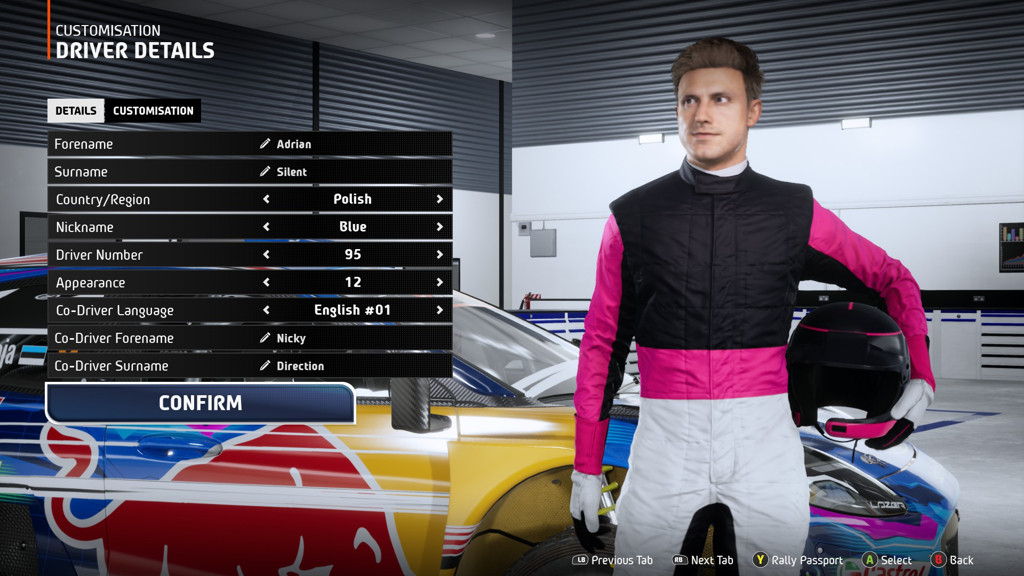 CUSTOMISATION
DRIVER DETAILS
DETAILS CUSTOMISATION
Forename Adrian
Surname Silent
Country/Region Polish
Nickname Blue
Driver Number 95
Appearance 12
Co-Driver Language English #01
Co-Driver Forename Nicky
Co-Driver Surname Direction
CONFIRM
Castrol
LB Previous Tab RB Next Tab Y Rally Passport A Select B Back